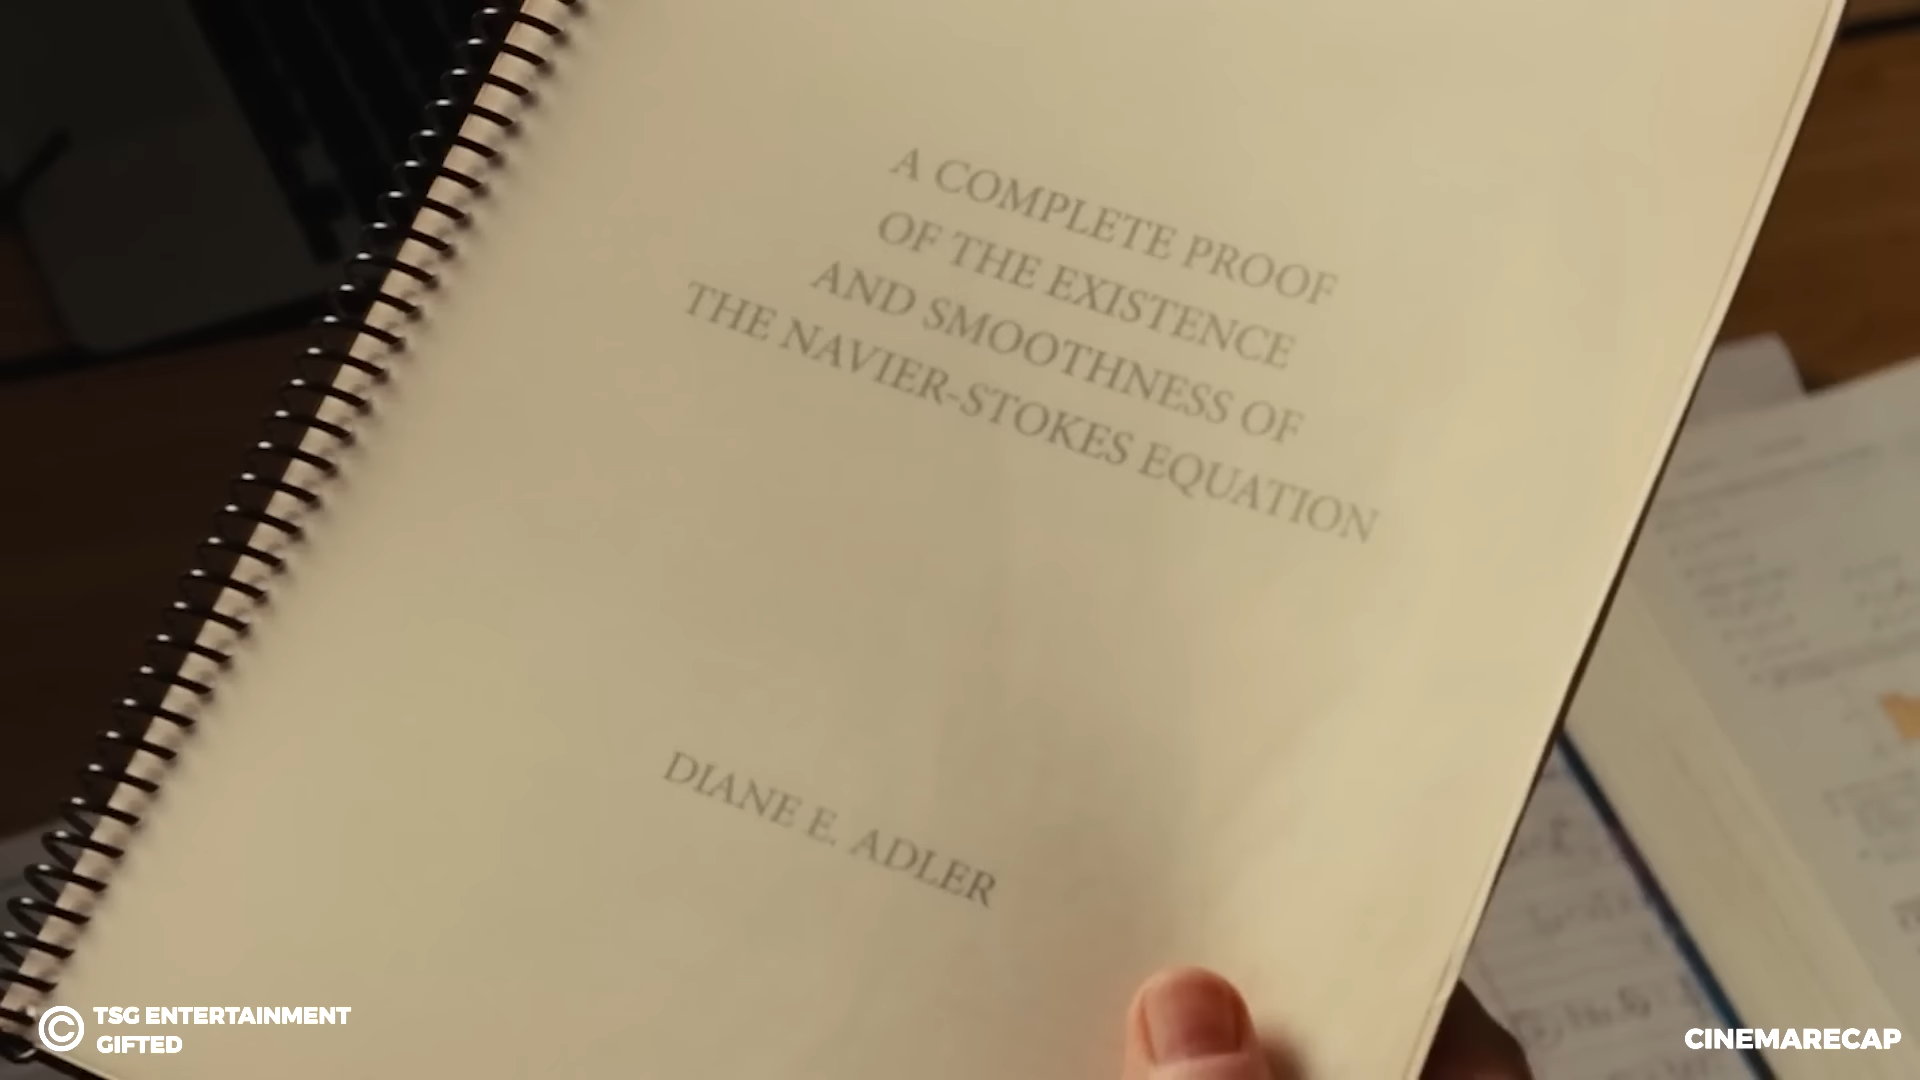 A COMPLETE PROOF
OF THE EXISTENCE
AND SMOOTHNESS OF
THE NAVIER-STOKES EQUATION
DIANE E. ADLER
© TSG ENTERTAINMENT
GIFTED
CINEMARECAP